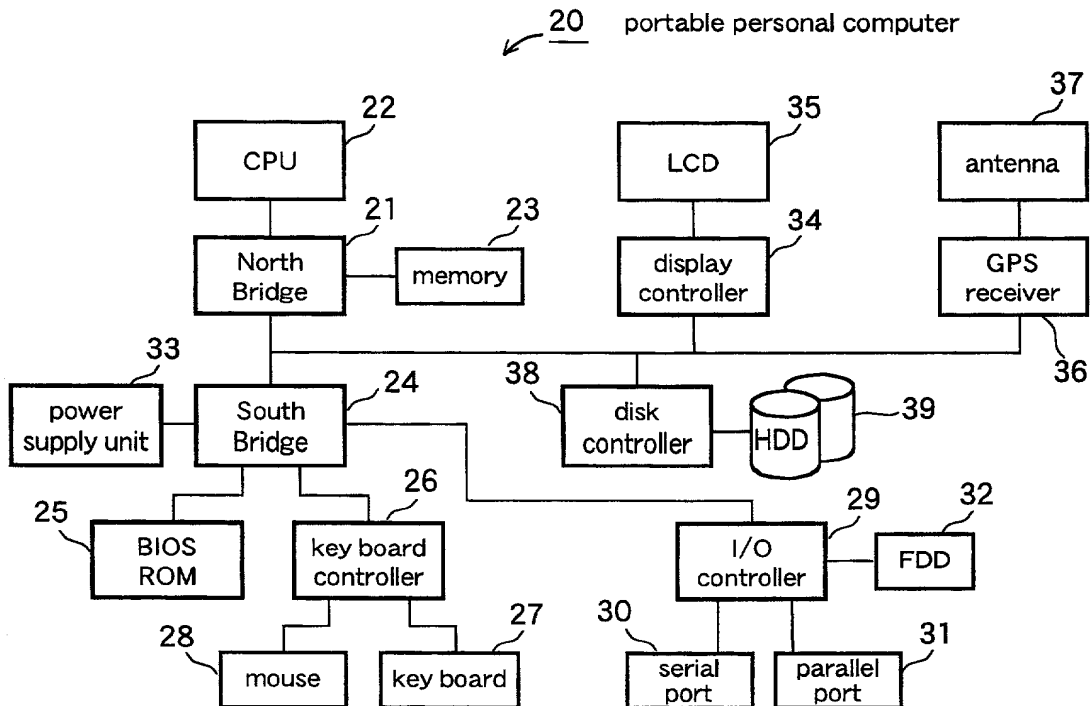 20 portable personal computer
22
CPU
35
LCD
37
antenna
21
North
Bridge
23
memory
34
display
controller
GPS
receiver
36
33
power
supply unit
24
South
Bridge
38
disk
controller
HDD
39
25
BIOS
ROM
26
key board
controller
29
I/O
controller
32
FDD
28
mouse
27
key board
30
serial
port
31
parallel
port